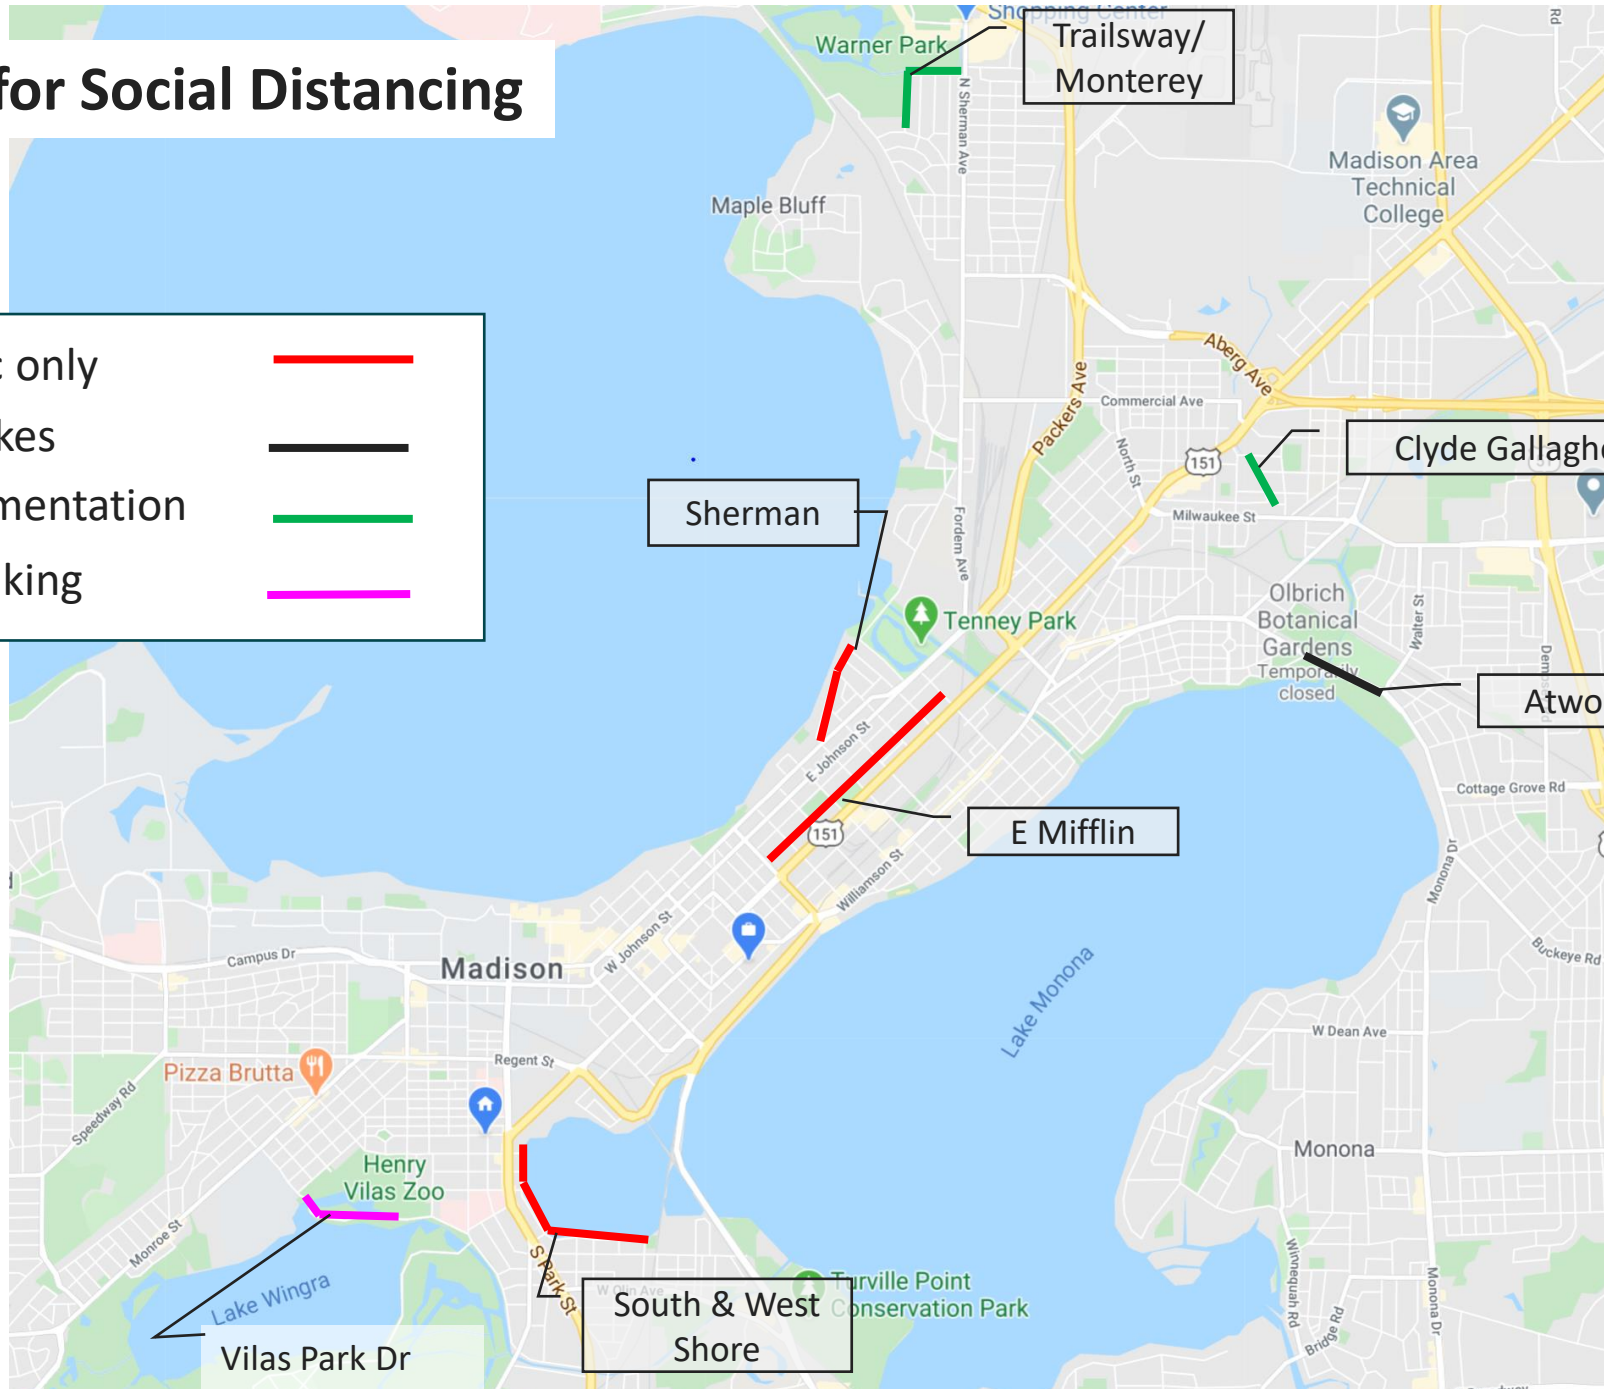 for Social Distancing
only
mentation
Shopping Center
Warner Park
Trailsway/
Monterey
Rd
N Sherman Ave
Madison Area
Technical
College
Maple Bluff
Aberg Ave
Packers Ave
Commercial Ave
North St
151
Clyde
Milwaukee St
Sherman
Fordem Ave
Olbrich
Botanical
Gardens
Temporarily
closed
Walter St
Tenney Park
E Johnson St
Cottage Grove Rd
E Mifflin
151
Williamson St
Monona Dr
W Johnson St
Buckeye Rd
Campus Dr
Madison
Lake Monona
W Dean Ave
Regent St
Pizza Brutta
Speedway Rd
Monona
Henry
Vilas Zoo
Monroe St
S Park St
Lake Wingra
W Olin Ave
Turville Point
Conservation Park
South & West
Shore
Vilas Park Dr
Winnequah Rd
Bridge Rd
Monona Dr